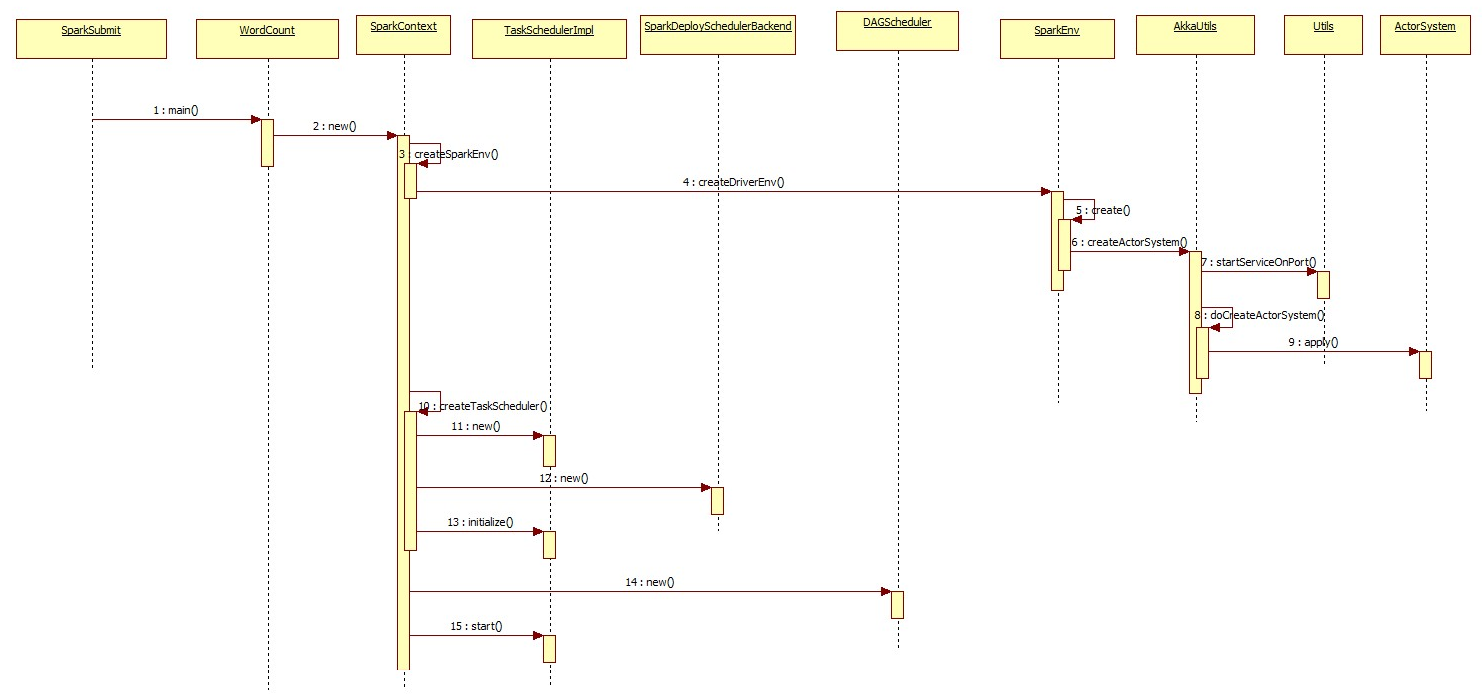 SparkSubmit
WordCount
SparkContext
TaskSchedulerImpl
SparkDeploySchedulerBackend
DAGScheduler
SparkEnv
AkkaUtils
Utils
ActorSystem
1 : main()
2 : new()
3 : createSparkEnv()
4 : createDriverEnv()
5 : create()
6 : createActorSystem()
7 : startServiceOnPort()
8 : doCreateActorSystem()
9 : apply()
10 : createTaskScheduler()
11 : new()
12 : new()
13 : initialize()
14 : new()
15 : start()